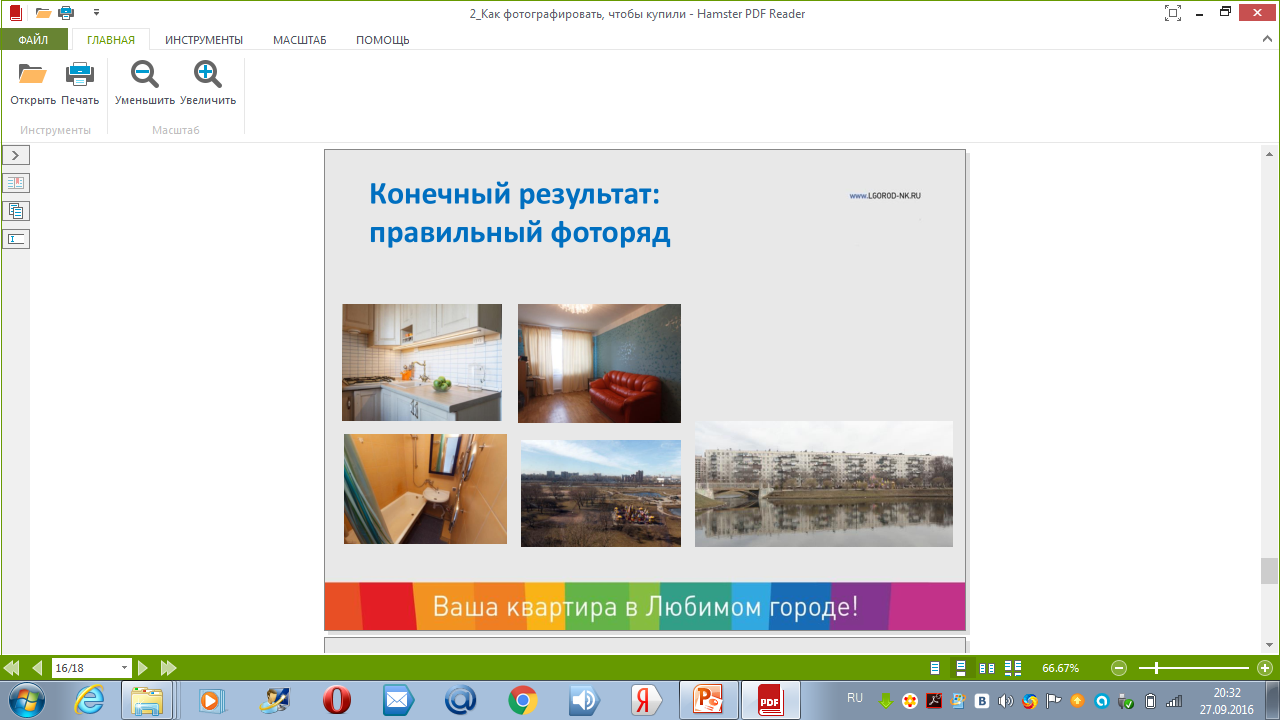 2_Как фотографировать, чтобы купили - Hamster PDF Reader
ФАЙЛ ГЛАВНАЯ ИНСТРУМЕНТЫ МАСШТАБ ПОМОЩЬ
Открыть Печать Уменьшить Увеличить
Инструменты Масштаб
Конечный результат:
www.LGOROD-NK.RU
правильный фоторяд
Ваша квартира в Любимом городе!
16/18 66.67%
PDF
RU
20:32
27.09.2016